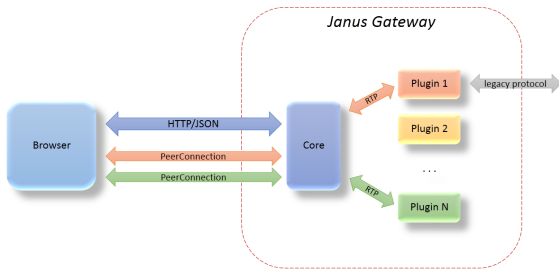 Janus Gateway
Browser
HTTP/JSON
PeerConnection
PeerConnection
Core
RTP
RTP
Plugin 1
Plugin 2
...
Plugin N
legacy protocol